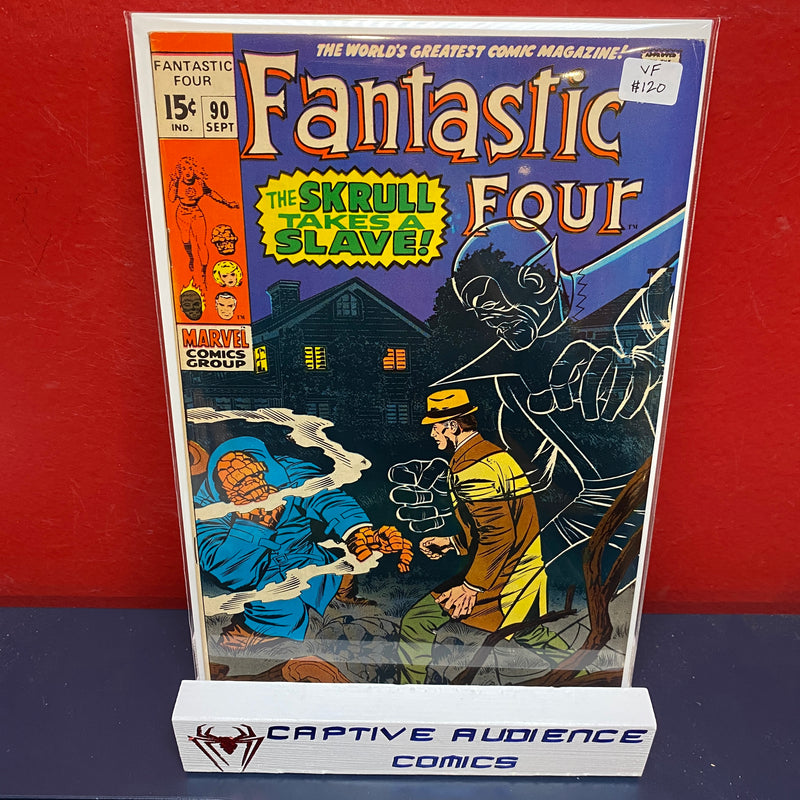 THE WORLD'S GREATEST COMIC MAGAZINE!
APPROVED
VF
#120
FANTASTIC
FOUR
15¢ 90
IND. SEPT
Fantastic
Four
THE SKRULL
TAKES A
SLAVE!
MARVEL
COMICS
GROUP
CAPTIVE AUDIENCE
COMICS